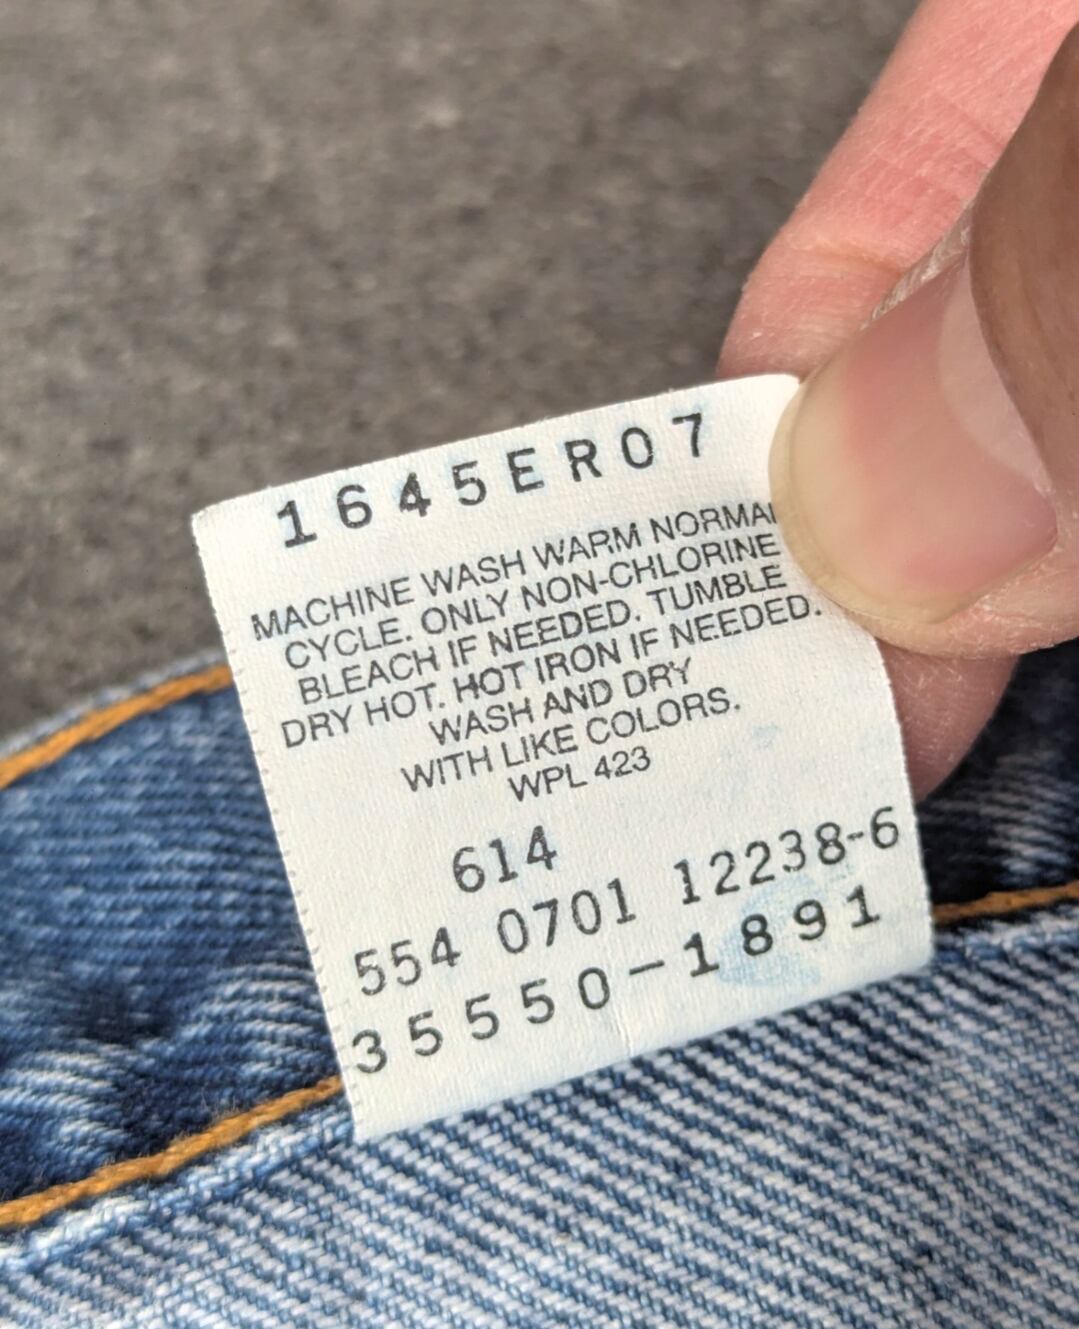 1645ER07
MACHINE WASH WARM NORMAL
CYCLE. ONLY NON-CHLORINE
BLEACH IF NEEDED. TUMBLE
DRY HOT. HOT IRON IF NEEDED.
WASH AND DRY
WITH LIKE COLORS.
WPL 423
614
554 0701 12238-6
35550-1891